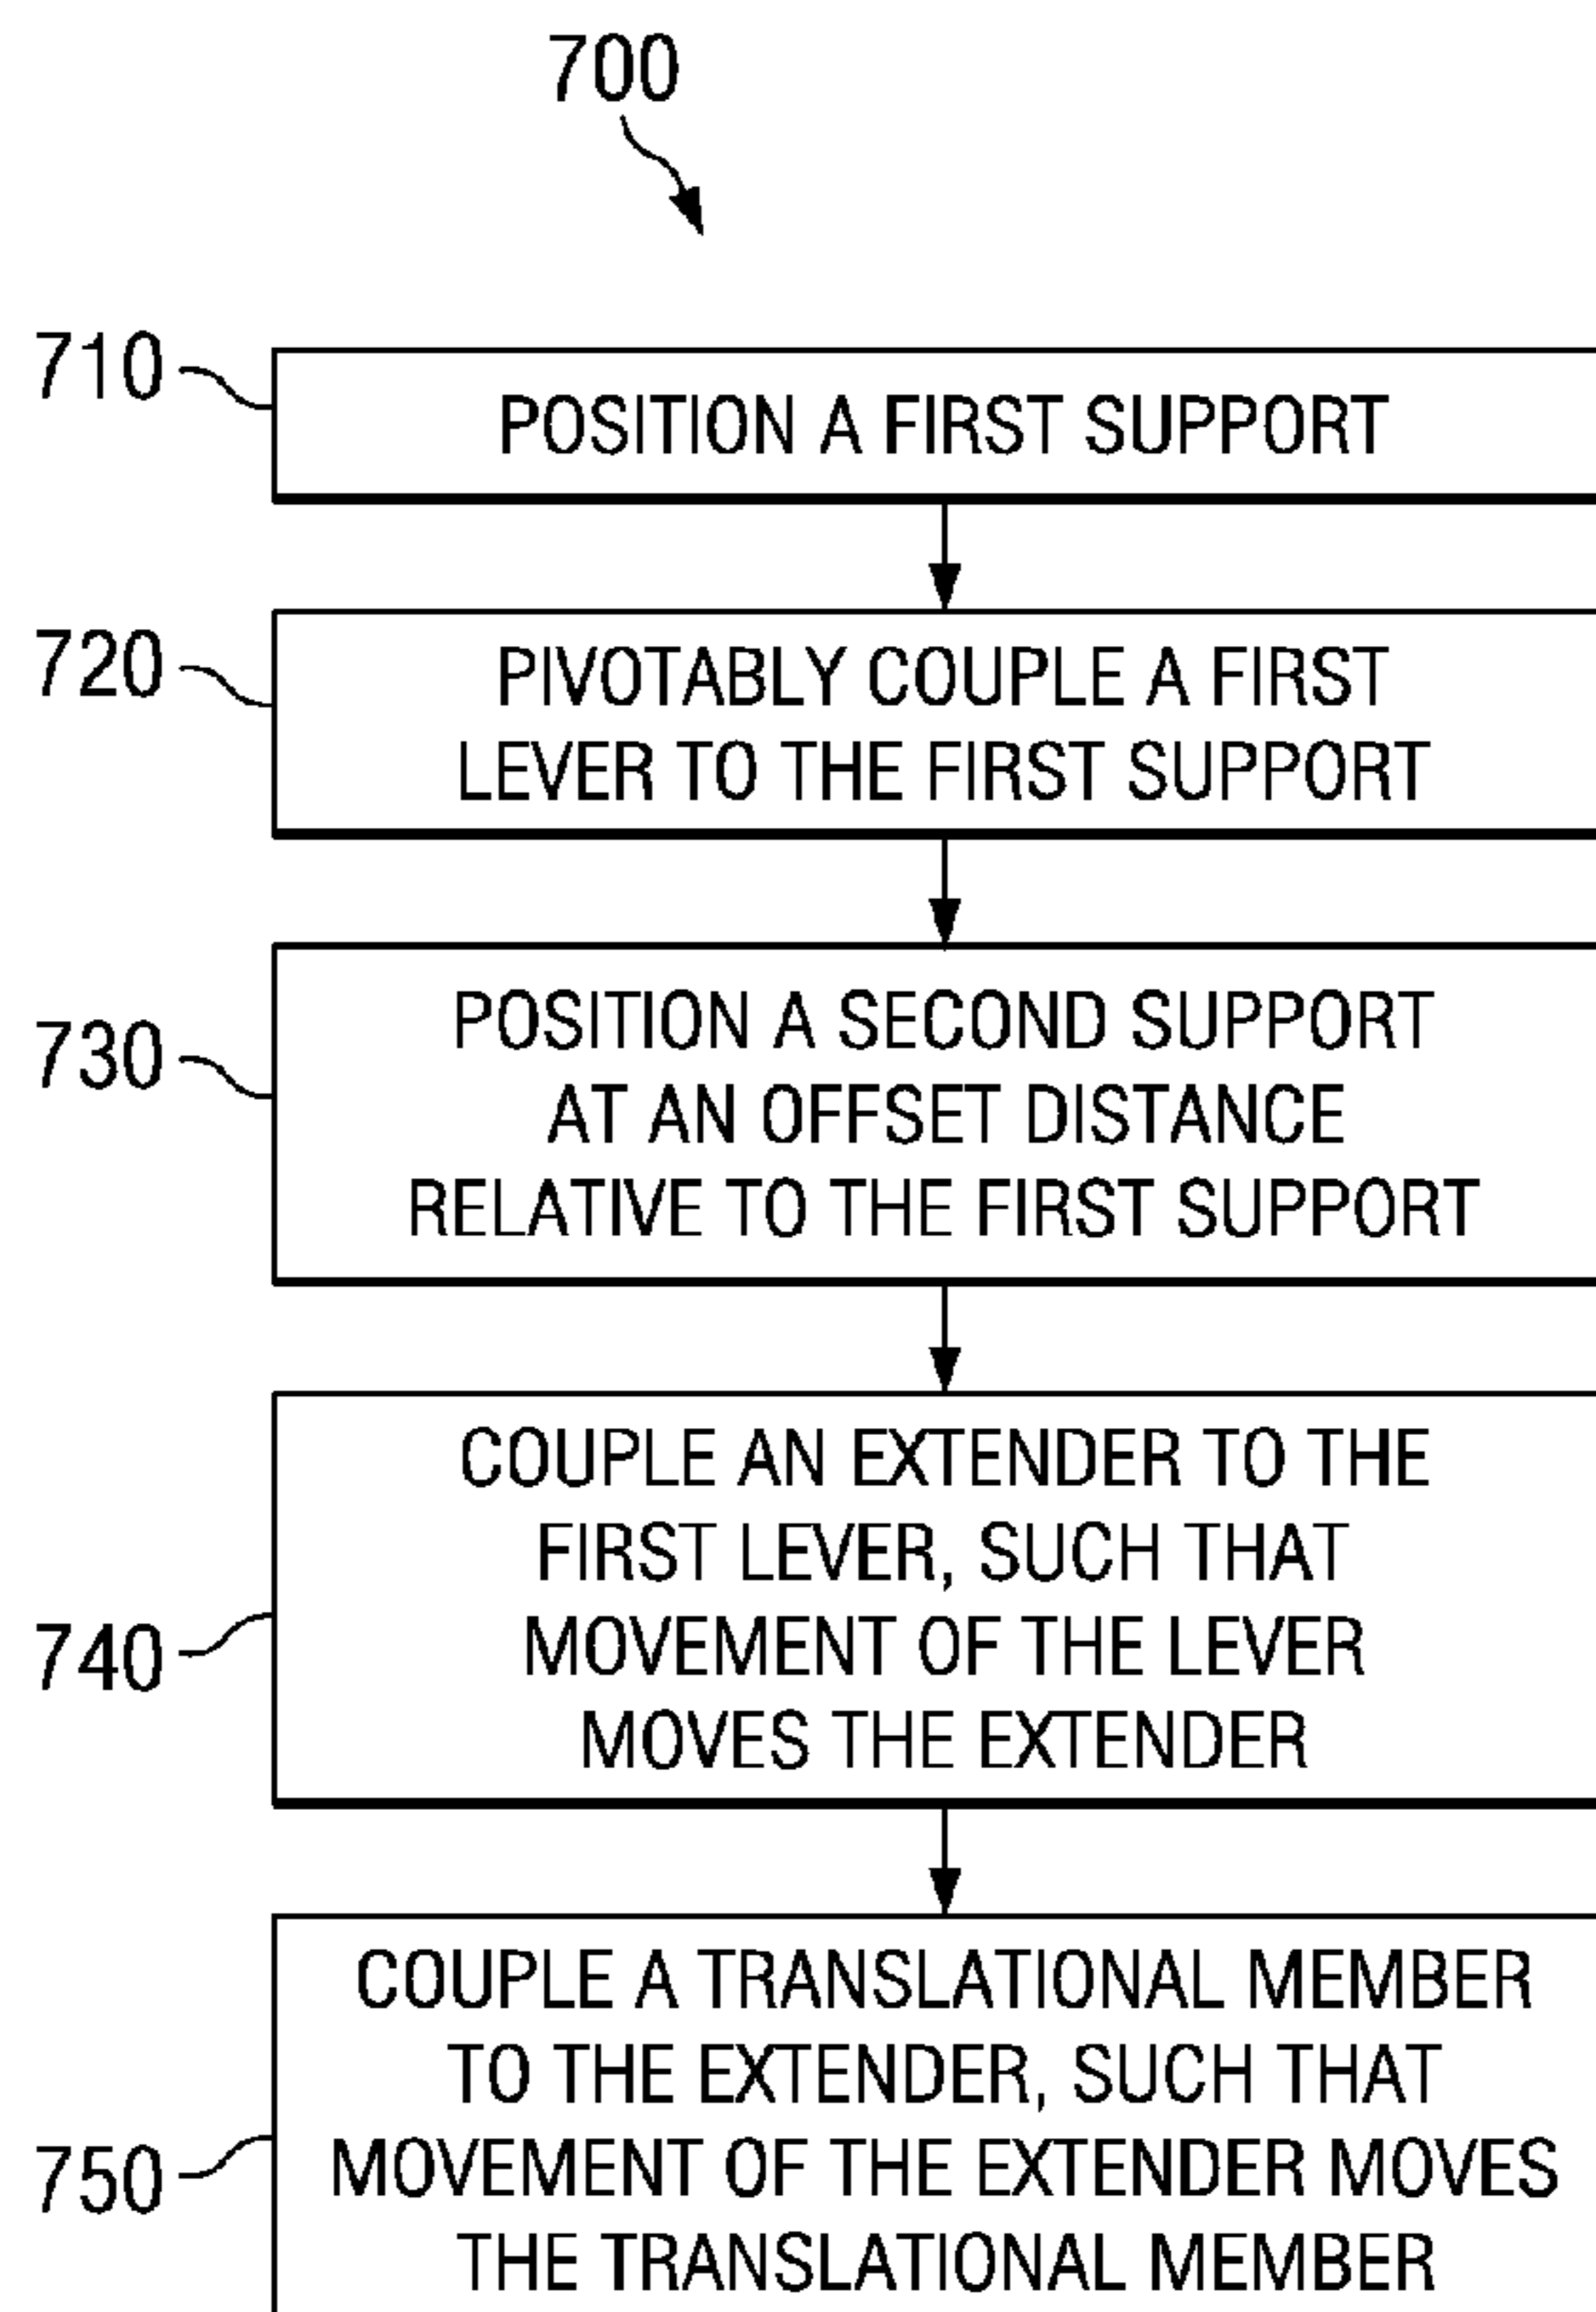 700
710
POSITION A FIRST SUPPORT
720
PIVOTABLY COUPLE A FIRST
LEVER TO THE FIRST SUPPORT
730
POSITION A SECOND SUPPORT
AT AN OFFSET DISTANCE
RELATIVE TO THE FIRST SUPPORT
740
COUPLE AN EXTENDER TO THE
FIRST LEVER, SUCH THAT
MOVEMENT OF THE LEVER
MOVES THE EXTENDER
750
COUPLE A TRANSLATIONAL MEMBER
TO THE EXTENDER, SUCH THAT
MOVEMENT OF THE EXTENDER MOVES
THE TRANSLATIONAL MEMBER